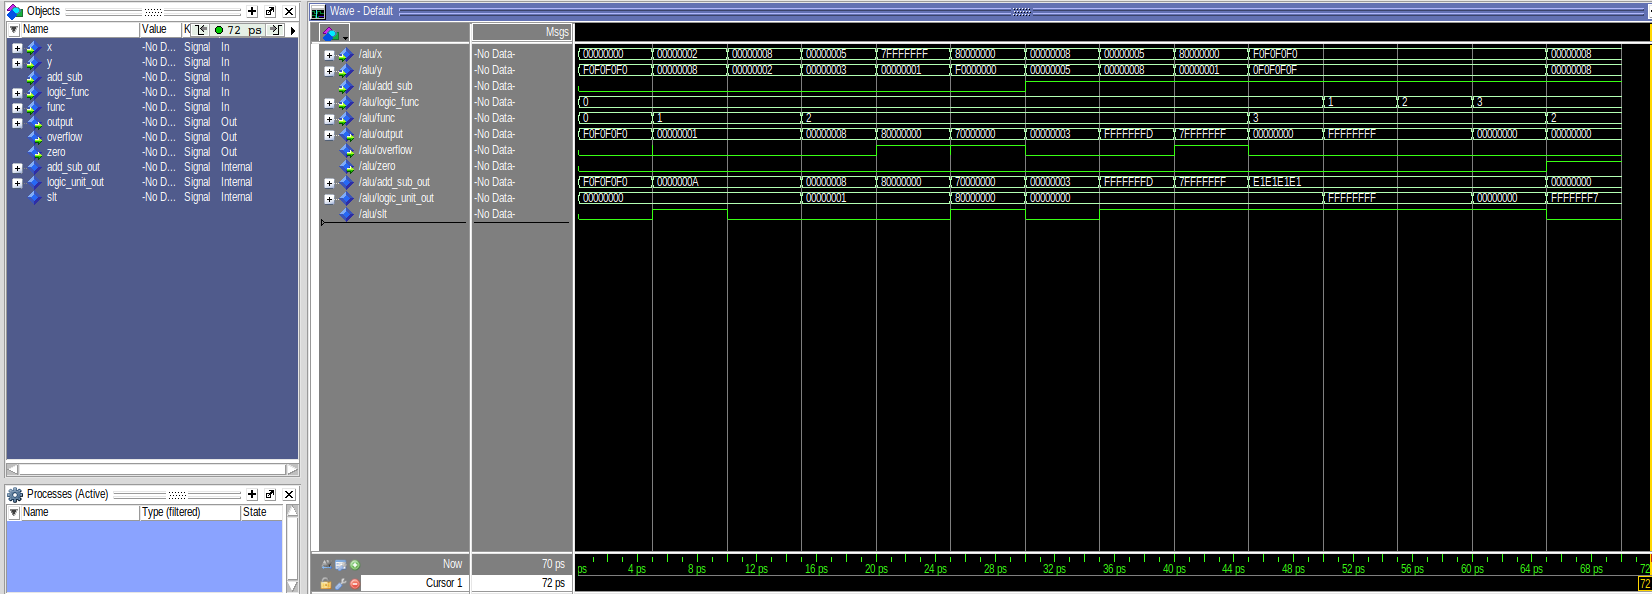 Objects
Name Value K 72 ps
x -No D... Signal In
y -No D... Signal In
add_sub -No D... Signal In
logic_func -No D... Signal In
func -No D... Signal In
output -No D... Signal Out
overflow -No D... Signal Out
zero -No D... Signal Out
add_sub_out -No D... Signal Internal
logic_unit_out -No D... Signal Internal
slt -No D... Signal Internal
Processes (Active)
Name Type (filtered) State
Wave - Default
Msgs
/alu/x -No Data- 00000000 00000002 00000008 00000005 7FFFFFFF 80000000 00000008 00000005 80000000 F0F0F0F0 00000008
/alu/y -No Data- F0F0F0F0 00000008 00000002 00000003 00000001 F0000000 00000005 00000008 00000001 0F0F0F0F 00000008
/alu/add_sub -No Data-
/alu/logic_func -No Data- 0 1 2 3
/alu/func -No Data- 0 1 2 3 2
/alu/output -No Data- F0F0F0F0 00000001 00000008 80000000 70000000 00000003 FFFFFFFD 7FFFFFFF 00000000 FFFFFFFF 00000000 00000000
/alu/overflow -No Data-
/alu/zero -No Data-
/alu/add_sub_out -No Data- F0F0F0F0 0000000A 00000008 80000000 70000000 00000003 FFFFFFFD 7FFFFFFF E1E1E1E1 00000000
/alu/logic_unit_out -No Data- 00000000 00000001 80000000 00000000 FFFFFFFF 00000000 FFFFFFF7
/alu/slt -No Data-
Now 70 ps
ps 4 ps 8 ps 12 ps 16 ps 20 ps 24 ps 28 ps 32 ps 36 ps 40 ps 44 ps 48 ps 52 ps 56 ps 60 ps 64 ps 68 ps 72
Cursor 1 72 ps 72